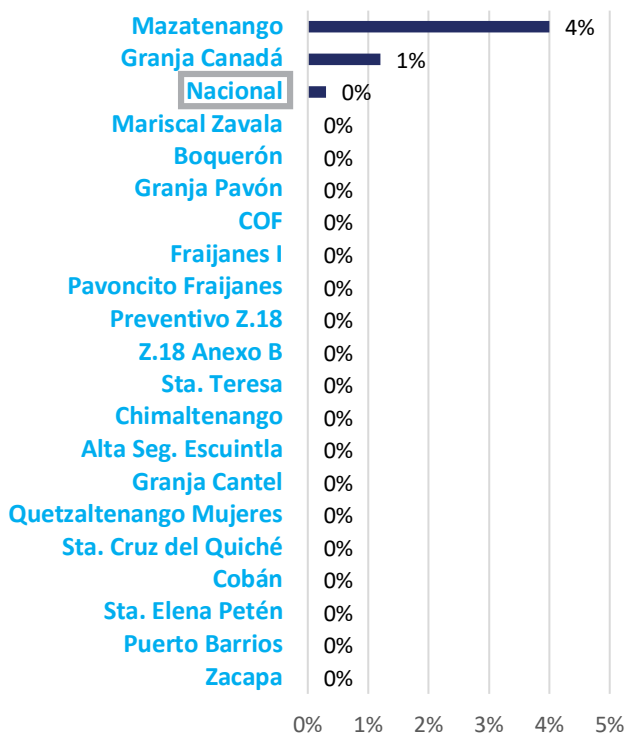 Mazatenango 4%
Granja Canadá 1%
Nacional 0%
Mariscal Zavala 0%
Boquerón 0%
Granja Pavón 0%
COF 0%
Fraijanes I 0%
Pavoncito Fraijanes 0%
Preventivo Z.18 0%
Z.18 Anexo B 0%
Sta. Teresa 0%
Chimaltenango 0%
Alta Seg. Escuintla 0%
Granja Cantel 0%
Quetzaltenango Mujeres 0%
Sta. Cruz del Quiché 0%
Cobán 0%
Sta. Elena Petén 0%
Puerto Barrios 0%
Zacapa 0%
0% 1% 2% 3% 4% 5%